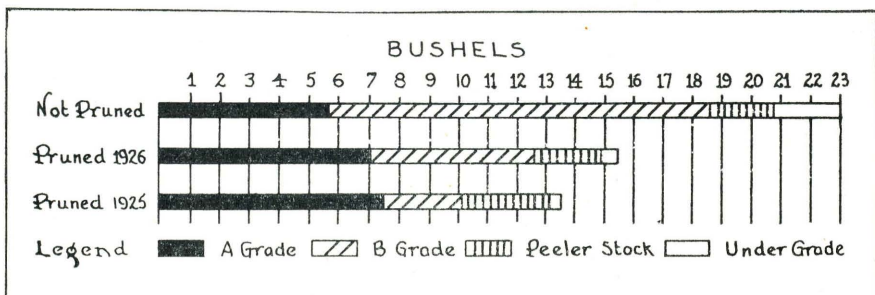 BUSHELS
1 2 3 4 5 6 7 8 9 10 11 12 13 14 15 16 17 18 19 20 21 22 23
Not Pruned
Pruned 1926
Pruned 1925
Legend A Grade B Grade Peeler Stock Under Grade